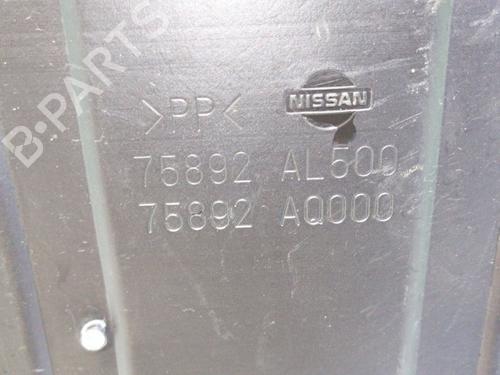 B-PARTS
>PP<
NISSAN
75892 AL500
75892 AQ000